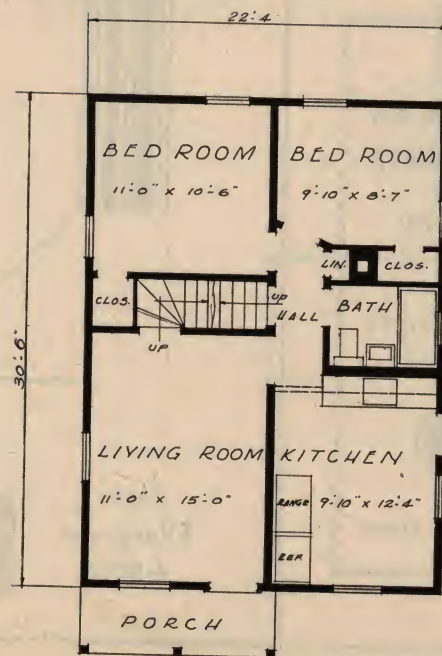 22'-4
BED ROOM
11'-0" x 10'-6"
BED ROOM
9'-10" x 8'-7"
LIN.
CLOS.
CLOS.
UP
HALL
BATH
UP
30'-6"
LIVING ROOM
11'-0" x 15'-0"
KITCHEN
RANGE
9'-10" x 12'-4"
REF.
PORCH